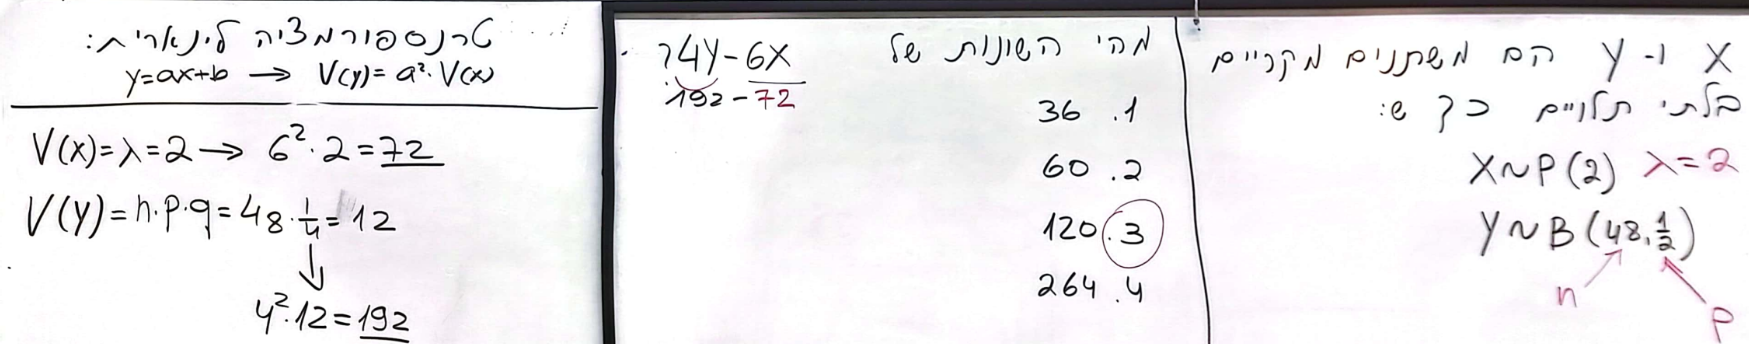 X ו- Y הם משתנים מקריים
בלתי תלויים כך ש:
X~P(2) λ=2
Y~B(48,1/2)
n
P
מהי השונות של
?4Y-6X
192-72
36 .1
60 .2
120 .3
264 .4
טרנספורמציה לינארית:
y=ax+b → V(y)=a²·V(x)
V(x)=λ=2→ 6²·2=72
V(y)=n·p·q=48·1/4=12
↓
4²·12=192